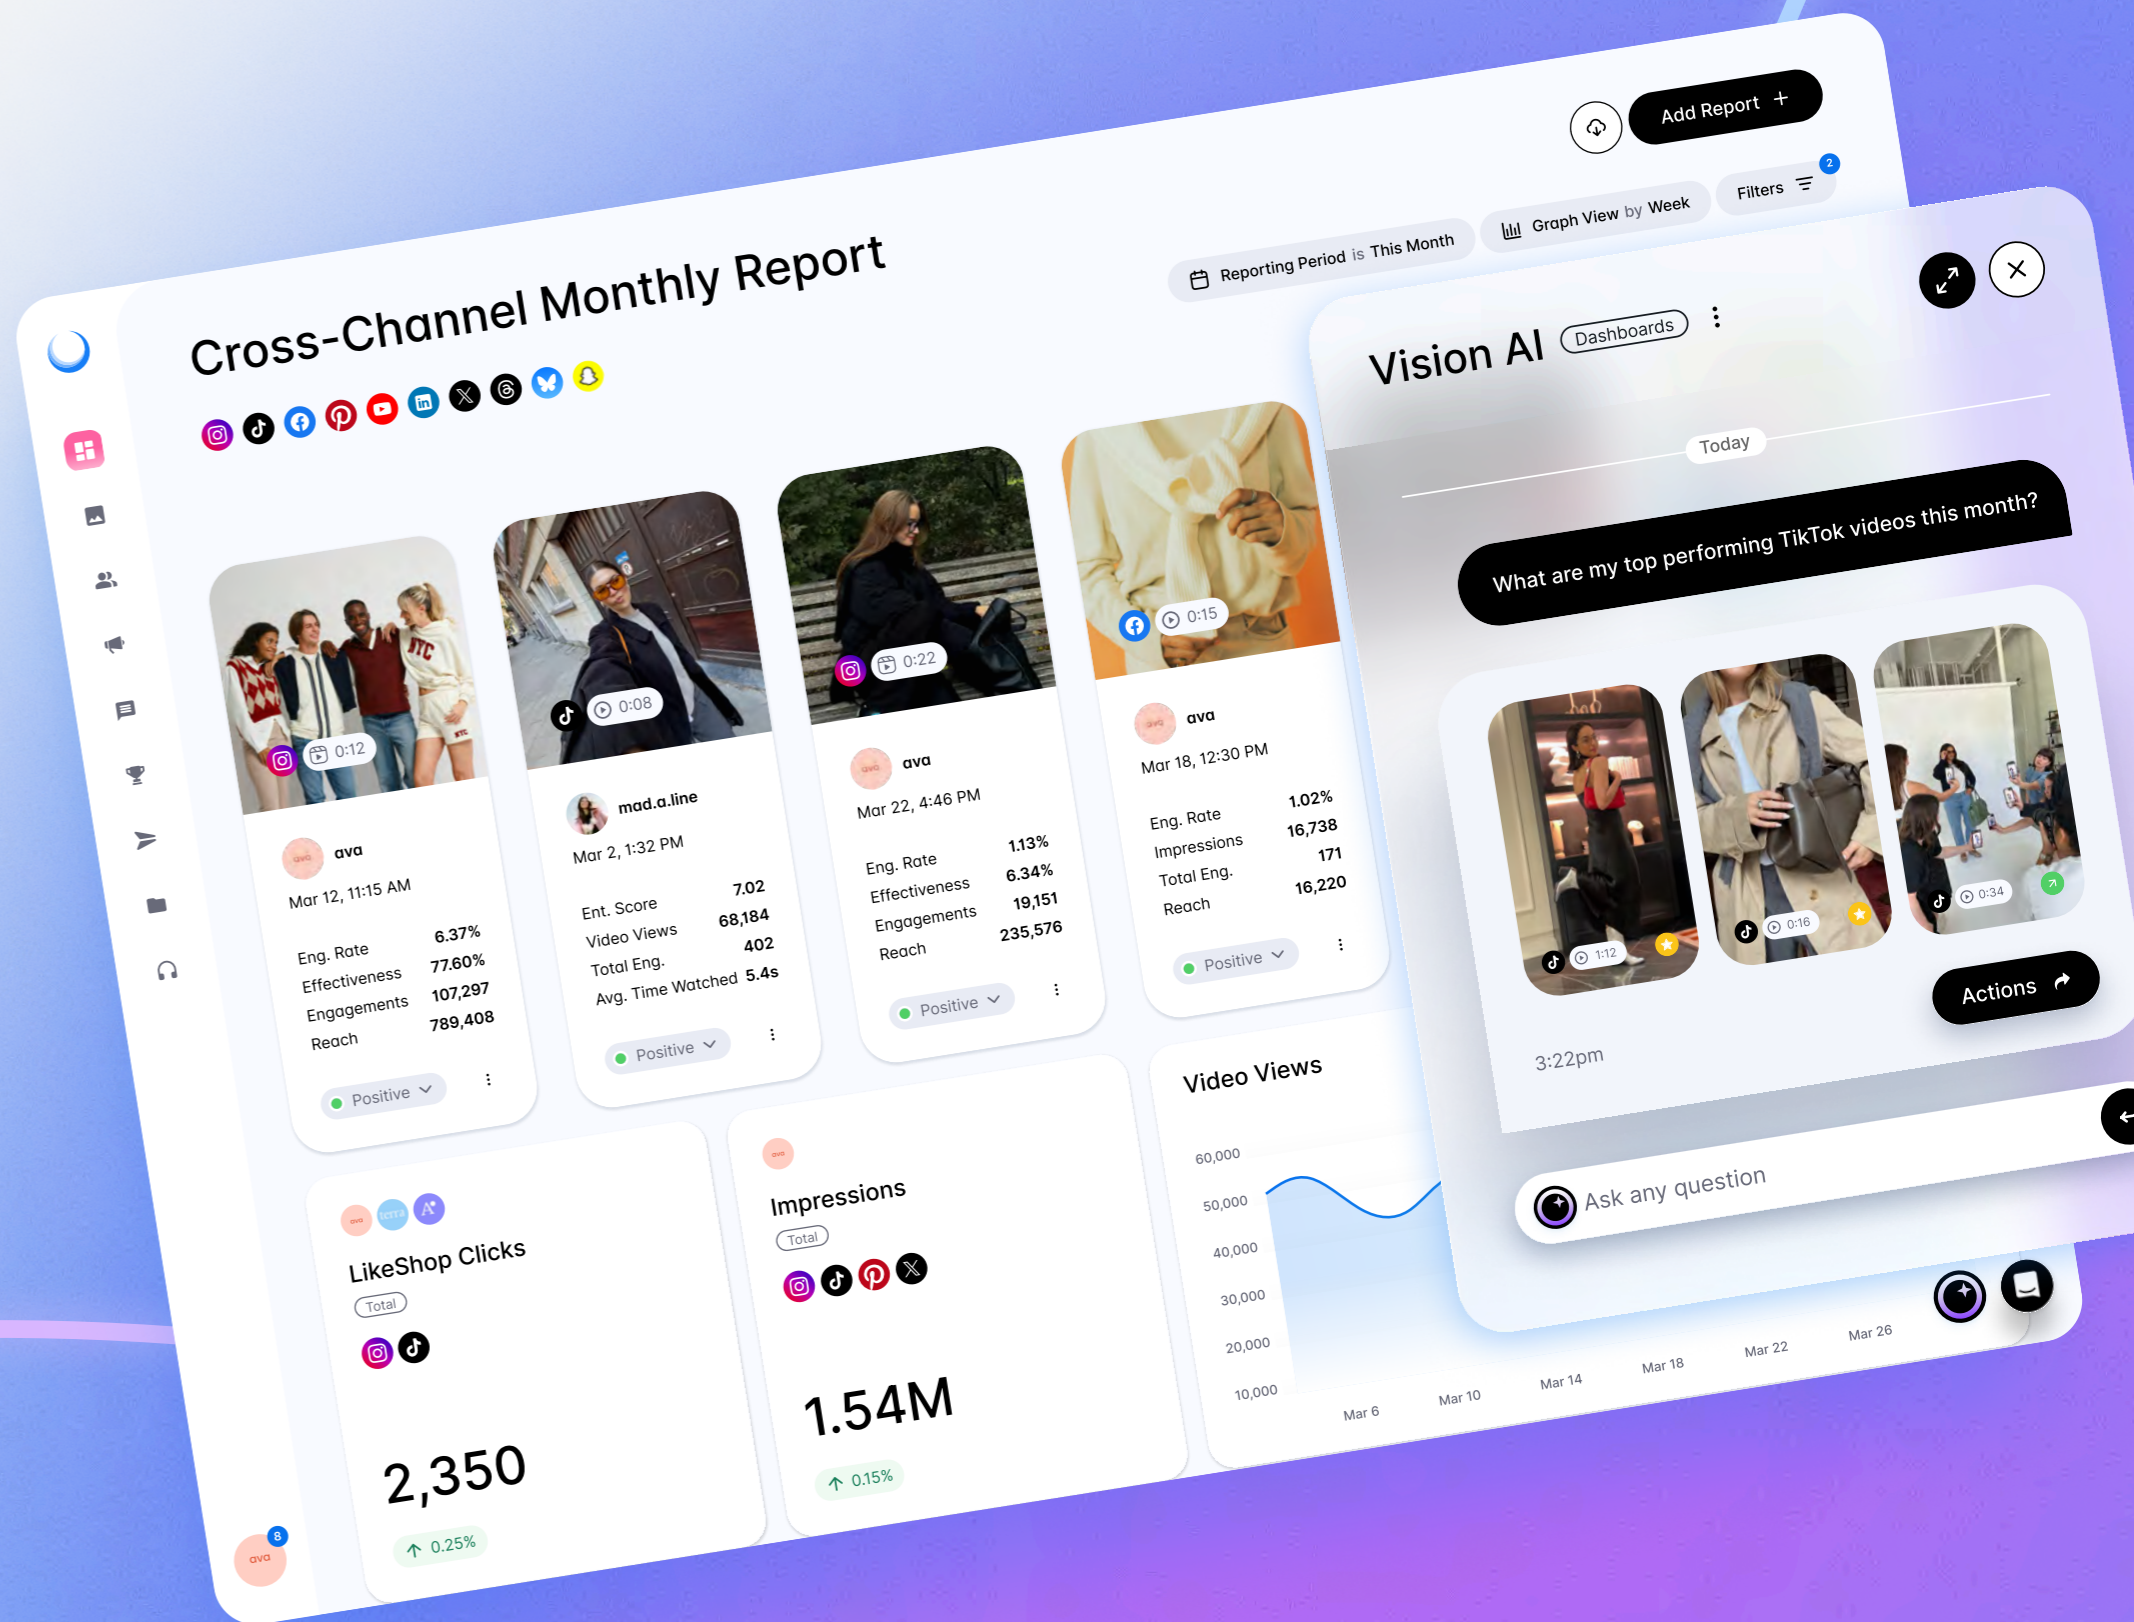 Add Report
Cross-Channel Monthly Report
Reporting Period is This Month
Graph View by Week
Filters
2
0:12
ava
Mar 12, 11:15 AM
Eng. Rate 6.37%
Effectiveness 77.60%
Engagements 107,297
Reach 789,408
Positive
0:08
mad.a.line
Mar 2, 1:32 PM
Ent. Score 7.02
Video Views 68,184
Total Eng. 402
Avg. Time Watched 5.4s
Positive
0:22
ava
ava
Mar 22, 4:46 PM
Eng. Rate 1.13%
Effectiveness 6.34%
Engagements 19,151
Reach 235,576
Positive
0:15
ava
ava
Mar 18, 12:30 PM
Eng. Rate 1.02%
Impressions 16,738
Total Eng. 171
Reach 16,220
Positive
NYC
NYC
ava
ava
terra
A
LikeShop Clicks
Total
2,350
0.25%
ava
Impressions
Total
1.54M
0.15%
Video Views
60,000
50,000
40,000
30,000
20,000
10,000
Mar 6
Mar 10
Mar 14
Mar 18
Mar 22
Mar 26
Vision AI
Dashboards
Today
What are my top performing TikTok videos this month?
1:12
0:16
0:34
Actions
3:22pm
Ask any question
ava
8